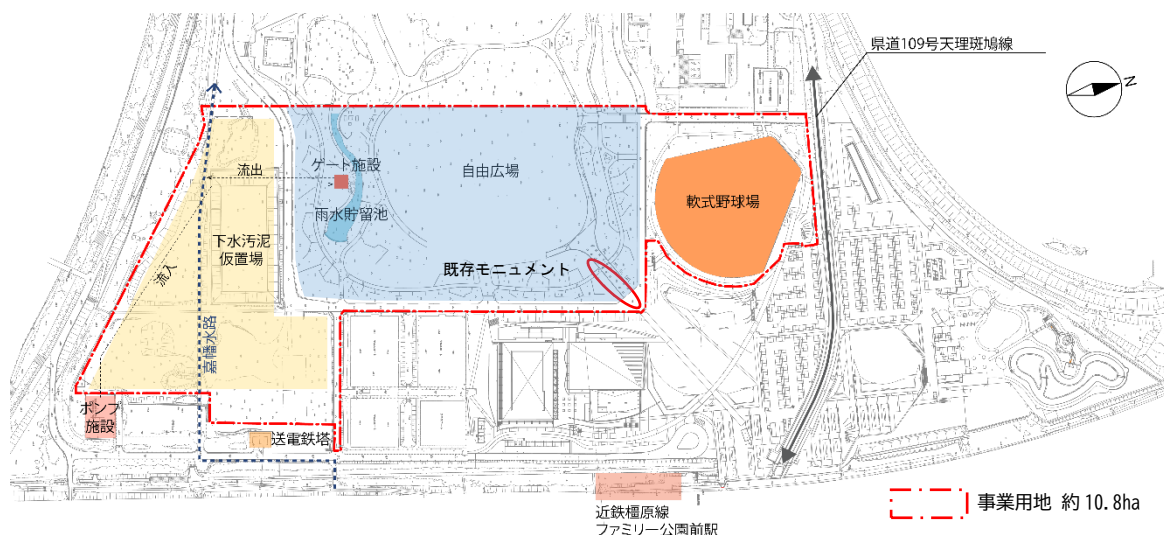 県道109号天理斑鳩線
N
ゲート施設
自由広場
流出
雨水貯留池
軟式野球場
下水汚泥
仮置場
既存モニュメント
流入
嘉幡水路
ポンプ
施設
送電鉄塔
近鉄橿原線
ファミリー公園前駅
事業用地 約10.8ha